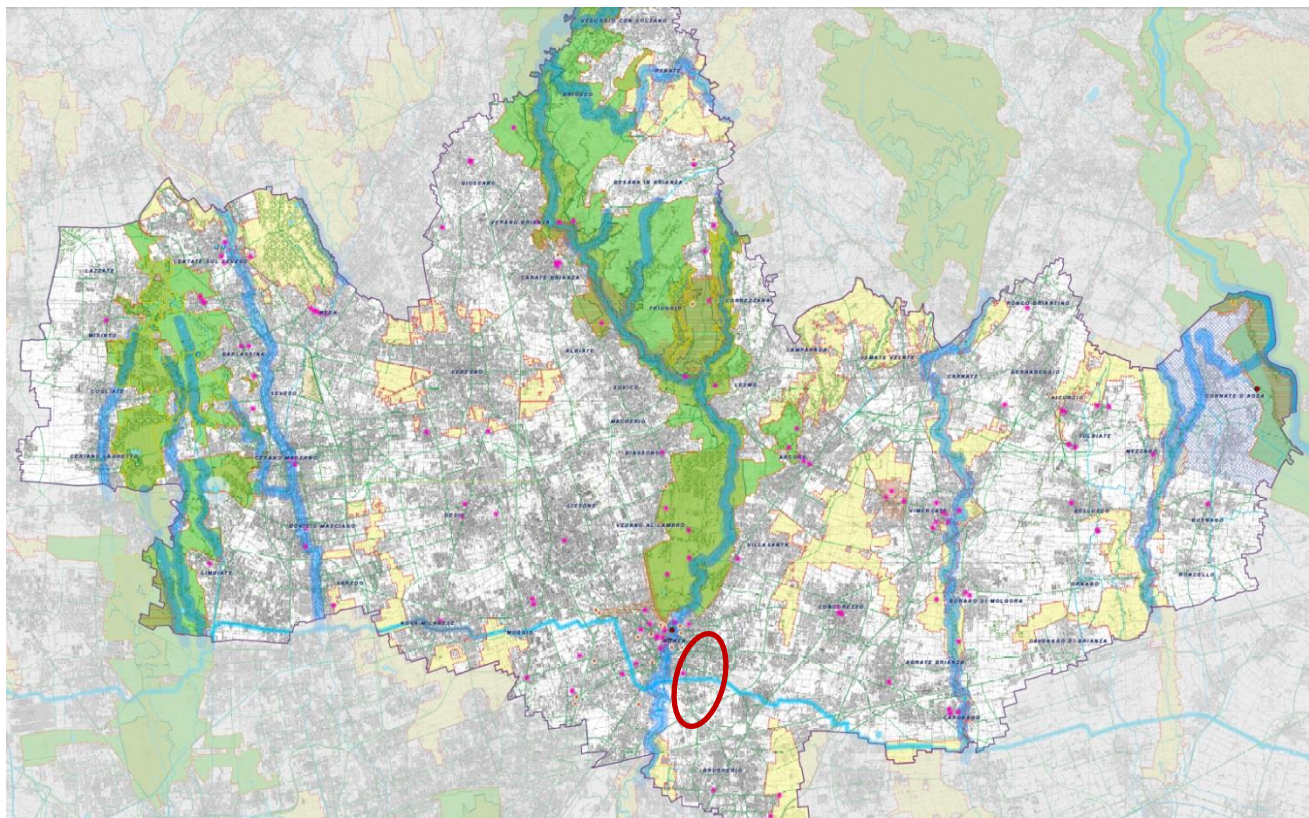 VEDUGGIO CON COLZANO
RENATE
BRIOSCO
GIUSSANO
BESANA IN BRIANZA
VERANO BRIANZA
LENTATE SUL SEVESO
LAZZATE
CARATE BRIANZA
CORREZZANA
TRIUGGIO
RONCO BRIANTINO
MEDA
MISINTO
BARLASSINA
ALBIATE
CAMPARADA
USMATE VELATE
SEREGNO
CARNATE
BERNAREGGIO
COGLIATE
SEVESO
SOVICO
LESMO
AICURZIO
CORNATE D'ADDA
MACHERIO
SULBIATE
CERIANO LAGHETTO
CESANO MADERNO
BIASSONO
ARCORE
MEZZAGO
DESIO
LISSONE
VIMERCATE
BELLUSCO
BUSNAGO
BOVISIO MASCIAGO
VEDANO AL LAMBRO
VILLASANTA
LIMBIATE
VAREDO
RONCELLO
ORNAGO
CONCOREZZO
BURAGO DI MOLGORA
NOVA MILANESE
MUGGIO'
MONZA
CAVENAGO DI BRIANZA
AGRATE BRIANZA
CAPONAGO
BRUGHERIO